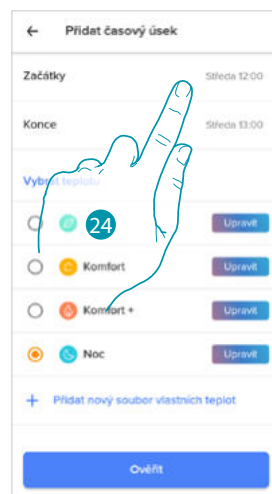 ← Přidat časový úsek
Začátky Středa 12:00
Konce Středa 13:00
Vybrat teplotu
24 Upravit
Komfort Upravit
Komfort + Upravit
Noc Upravit
+ Přidat nový soubor vlastních teplot
Ověřit